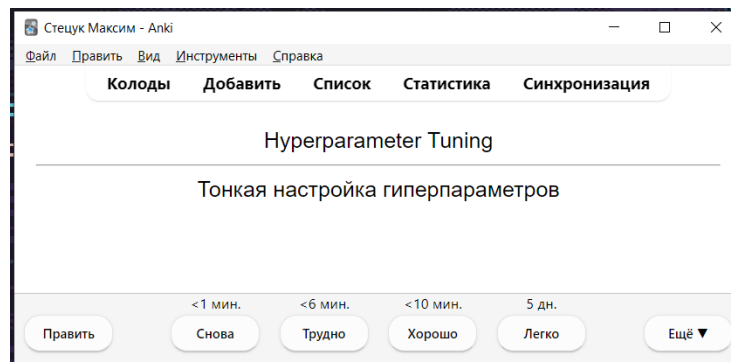 Стецук Максим - Anki
Файл Править Вид Инструменты Справка
Колоды Добавить Список Статистика Синхронизация
Hyperparameter Tuning
Тонкая настройка гиперпараметров
<1 мин. <6 мин. <10 мин. 5 дн.
Править Снова Трудно Хорошо Легко Ещё ▼